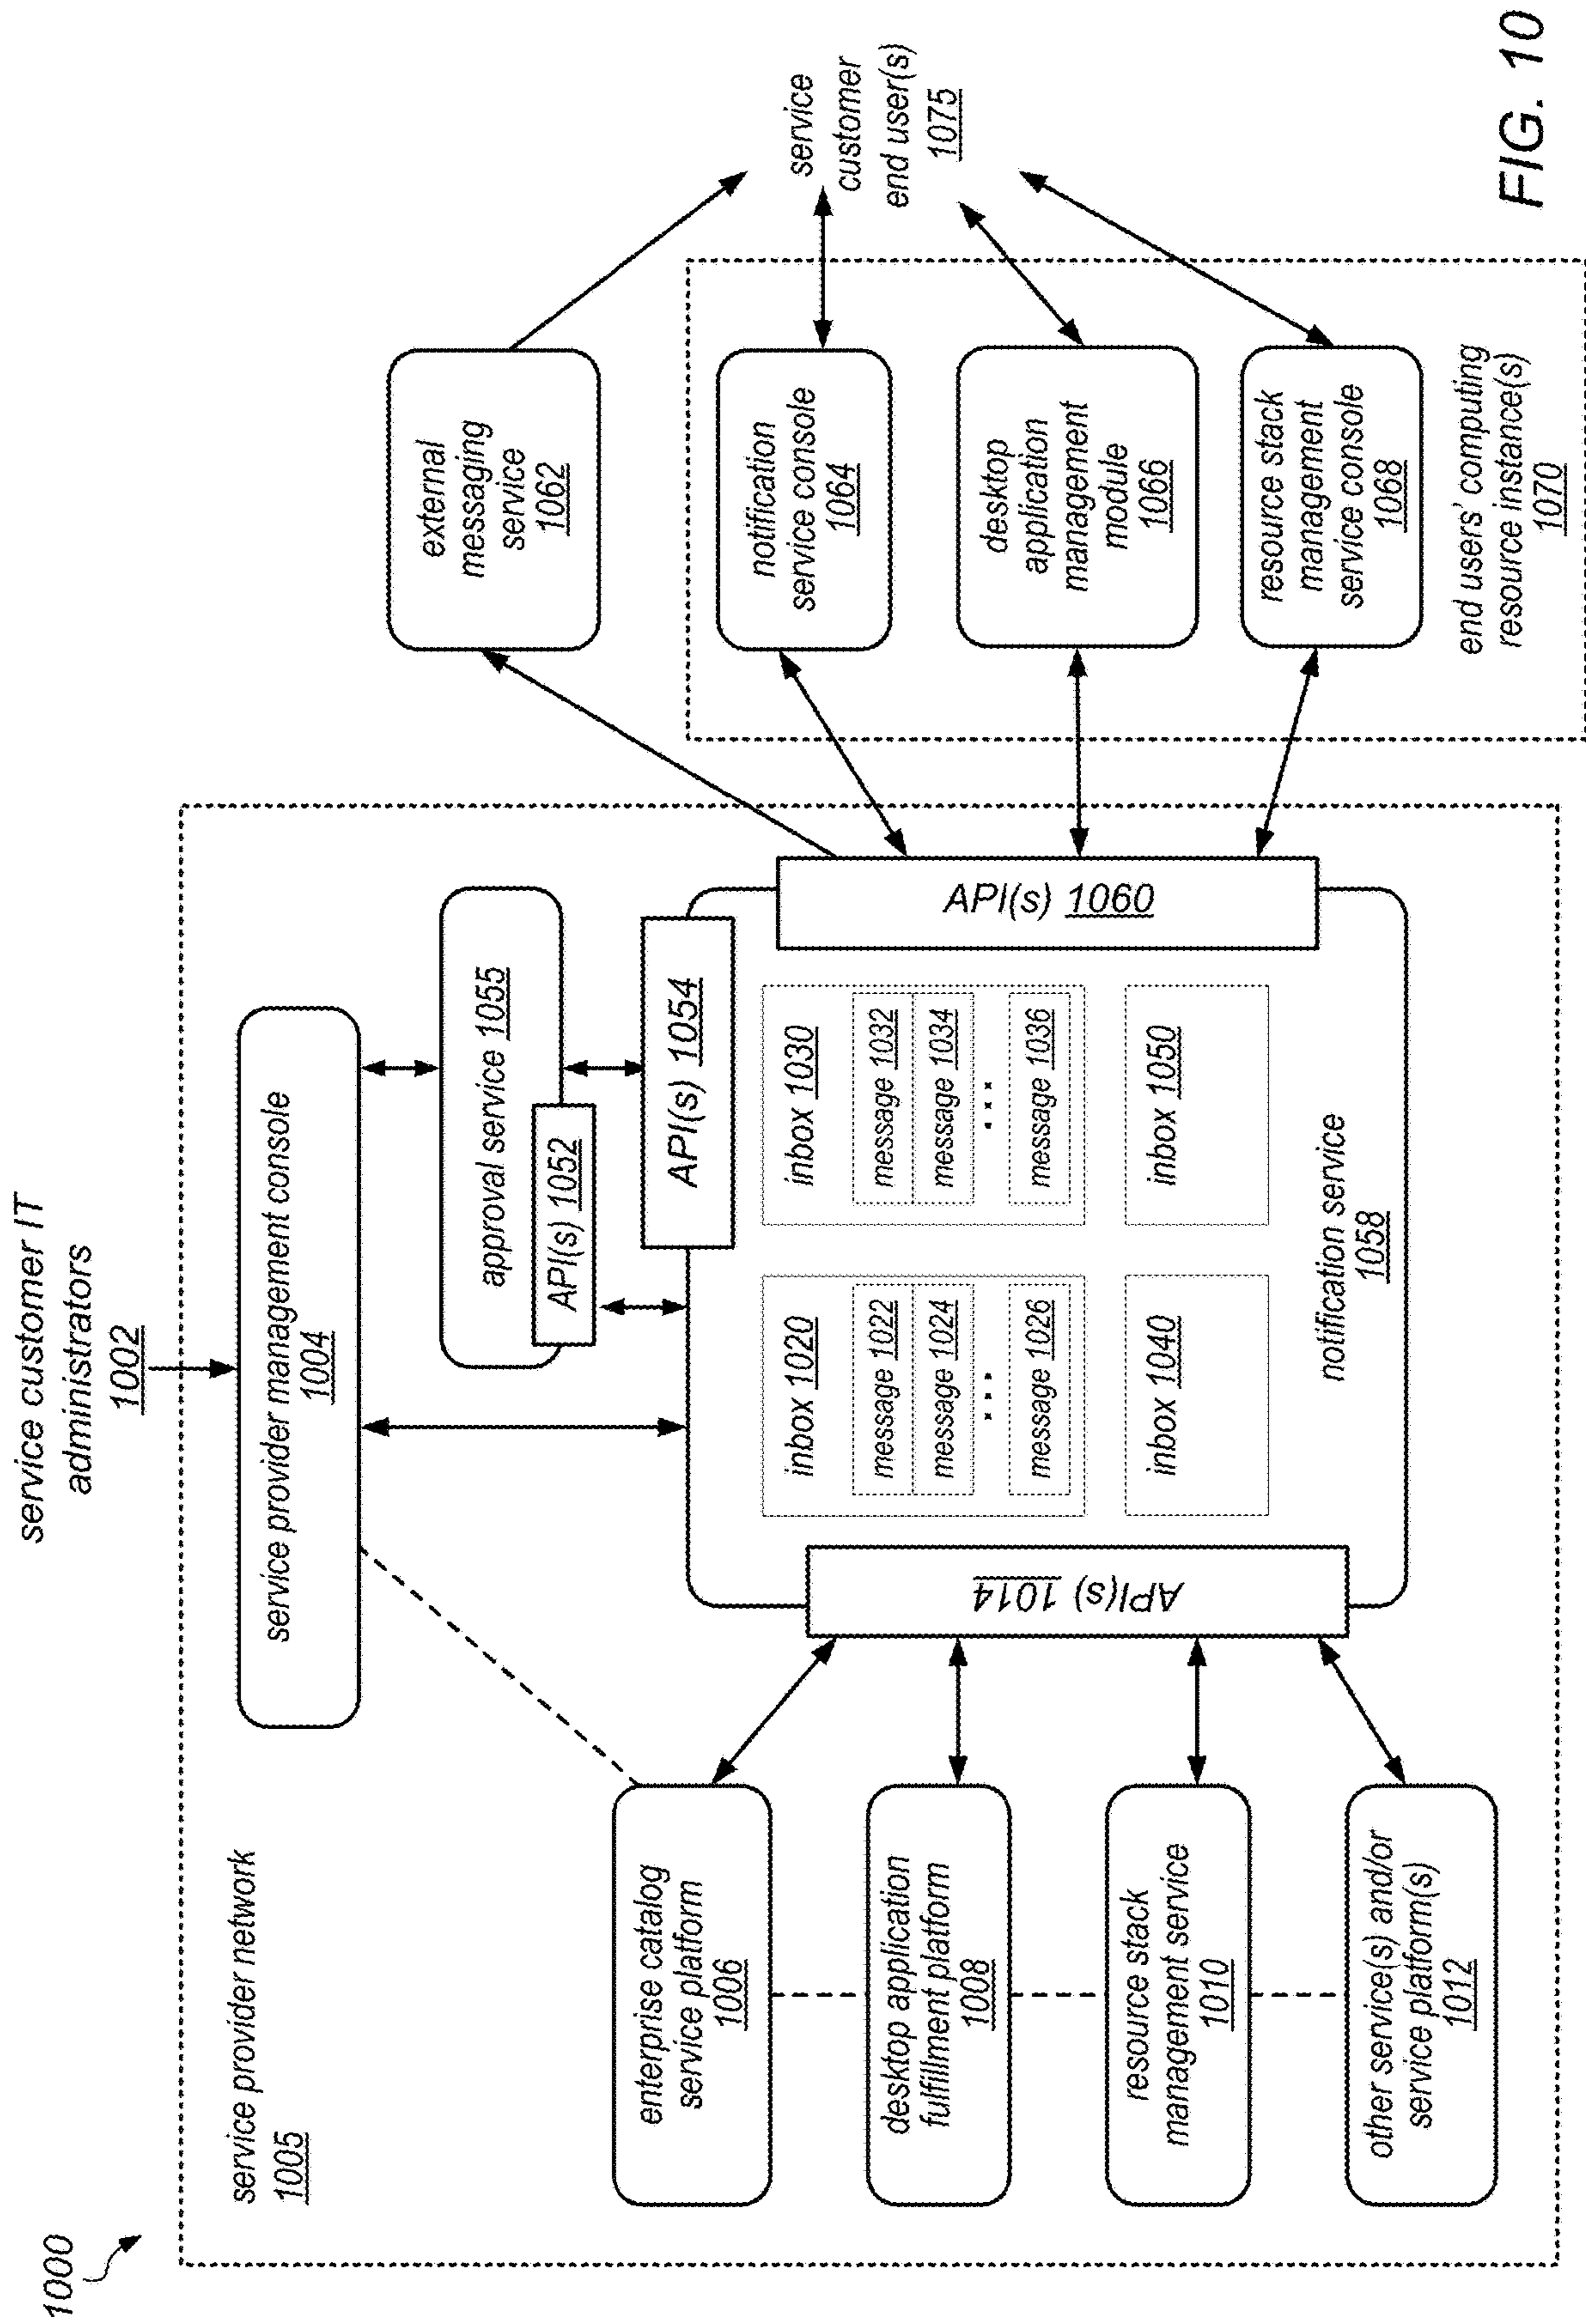 1000
service customer IT
administrators
1002
service provider network
1005
service provider management console
1004
approval service 1055
API(s) 1052
API(s) 1054
enterprise catalog
service platform
1006
desktop application
fulfillment platform
1008
resource stack
management service
1010
other service(s) and/or
service platform(s)
1012
API(s) 1014
inbox 1020
message 1022
message 1024
message 1026
inbox 1030
message 1032
message 1034
message 1036
inbox 1040
inbox 1050
notification service
1058
API(s) 1060
external
messaging
service
1062
notification
service console
1064
desktop
application
management
module
1066
resource stack
management
service console
1068
end users' computing
resource instance(s)
1070
service
customer
end user(s)
1075
FIG. 10